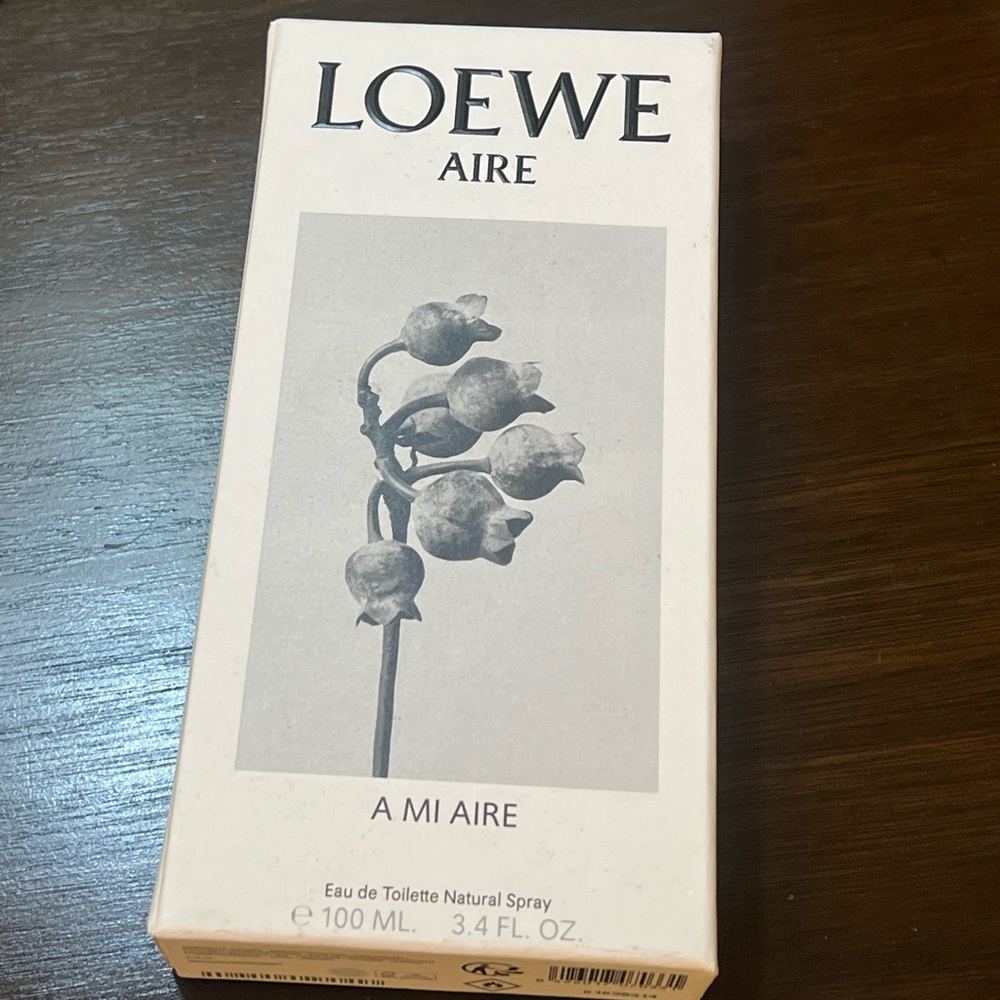 LOEWE
AIRE
A MI AIRE
Eau de Toilette Natural Spray
℮ 100 ML. 3.4 FL. OZ.